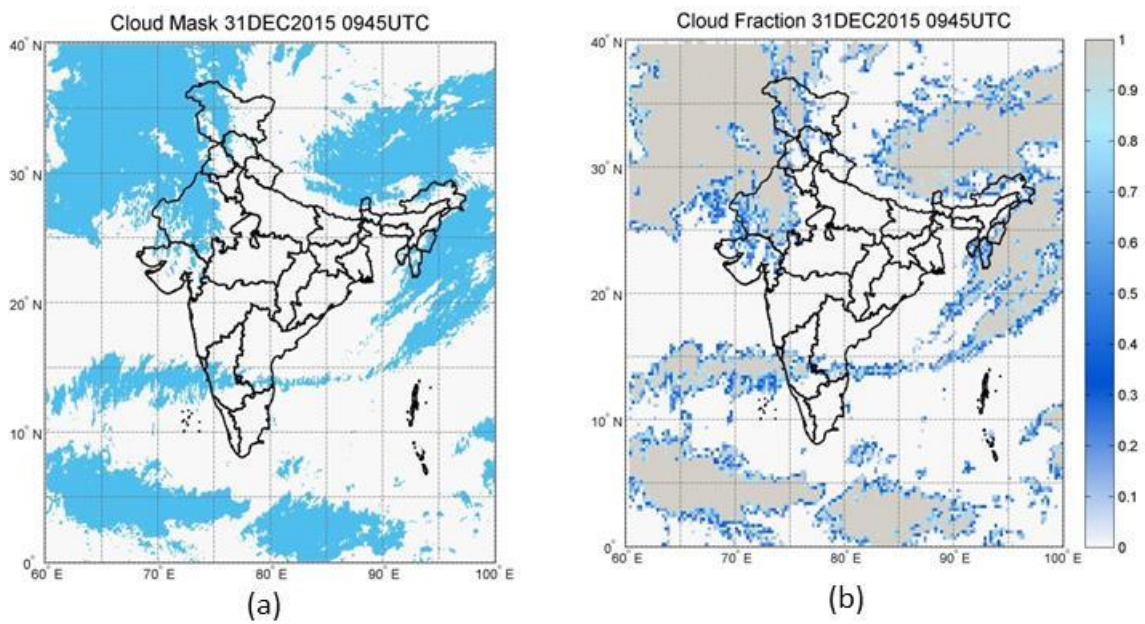 Cloud Mask 31DEC2015 0945UTC
40° N
30° N
20° N
10° N
0°
60° E
70° E
80° E
90° E
100° E
(a)
Cloud Fraction 31DEC2015 0945UTC
40° N
30° N
20° N
10° N
0°
60° E
70° E
80° E
90° E
100° E
1
0.9
0.8
0.7
0.6
0.5
0.4
0.3
0.2
0.1
0
(b)